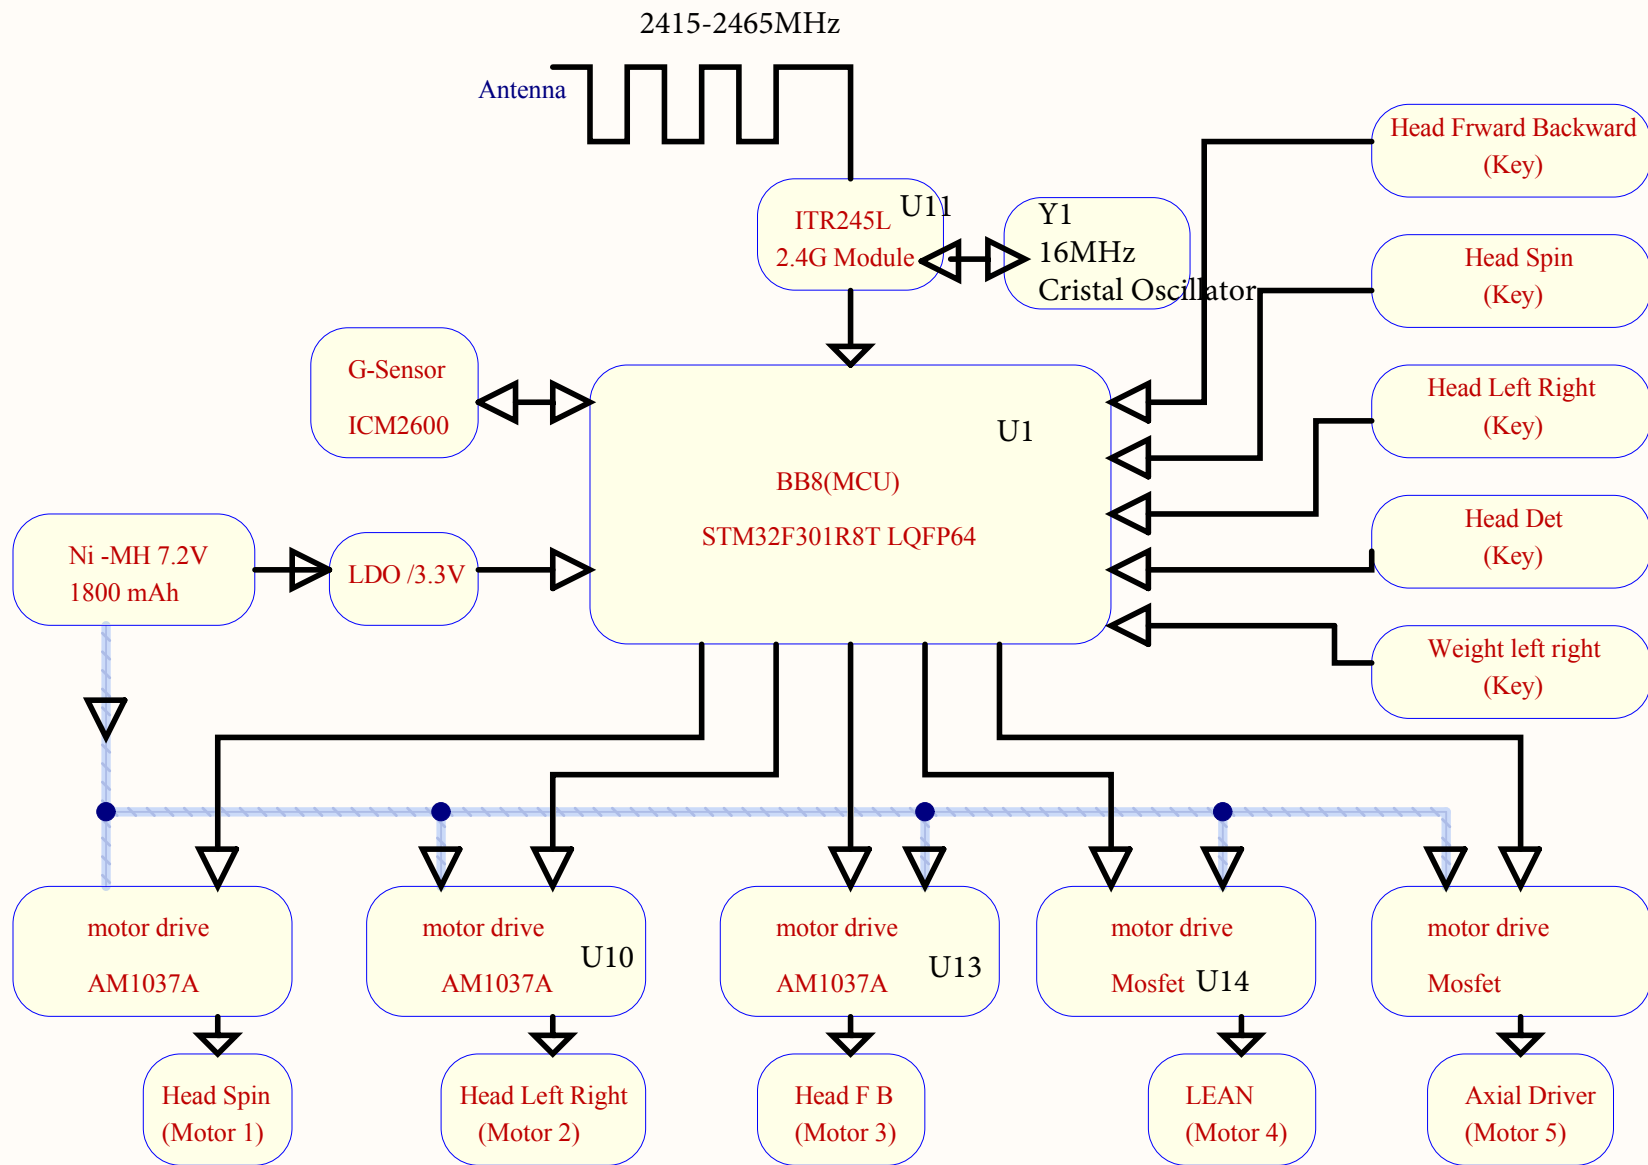 2415-2465MHz
Antenna
Head Frward Backward
(Key)
U11
ITR245L
2.4G Module
Y1
16MHz
Cristal Oscillator
Head Spin
(Key)
G-Sensor
ICM2600
Head Left Right
(Key)
U1
BB8(MCU)
STM32F301R8T LQFP64
Head Det
(Key)
Ni -MH 7.2V
1800 mAh
LDO /3.3V
Weight left right
(Key)
motor drive
AM1037A
motor drive
AM1037A
U10
motor drive
AM1037A
U13
motor drive
Mosfet U14
motor drive
Mosfet
Head Spin
(Motor 1)
Head Left Right
(Motor 2)
Head F B
(Motor 3)
LEAN
(Motor 4)
Axial Driver
(Motor 5)